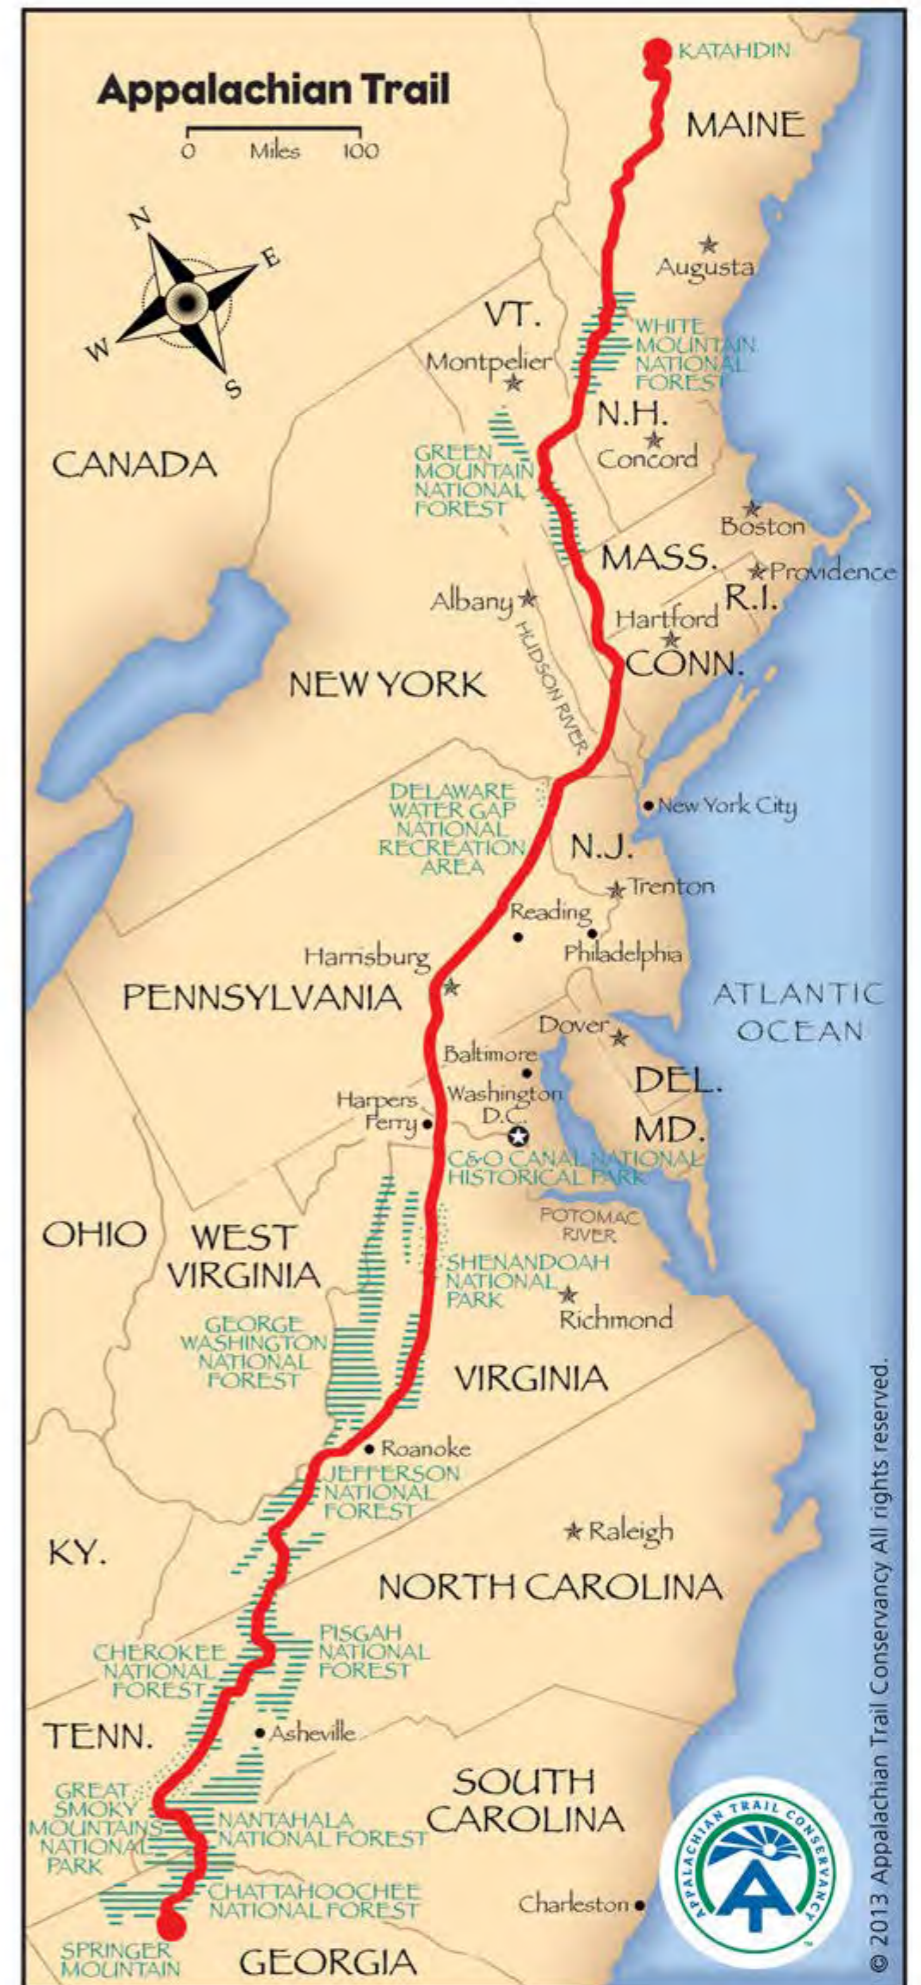 KATAHDIN
Appalachian Trail
MAINE
0 Miles 100
N
E
W
S
Augusta
VT.
WHITE
MOUNTAIN
NATIONAL
FOREST
Montpelier
N.H.
Concord
CANADA
GREEN
MOUNTAIN
NATIONAL
FOREST
Boston
MASS.
Providence
R.I.
Albany
Hartford
HUDSON RIVER
CONN.
NEW YORK
DELAWARE
WATER GAP
NATIONAL
RECREATION
AREA
New York City
N.J.
Trenton
Reading
Philadelphia
Harrisburg
PENNSYLVANIA
ATLANTIC
OCEAN
Dover
Baltimore
DEL.
Washington
D.C.
Harpers
Ferry
MD.
C&O CANAL NATIONAL
HISTORICAL PARK
POTOMAC
RIVER
OHIO
WEST
VIRGINIA
SHENANDOAH
NATIONAL
PARK
Richmond
GEORGE
WASHINGTON
NATIONAL
FOREST
VIRGINIA
Roanoke
JEFFERSON
NATIONAL
FOREST
Raleigh
KY.
NORTH CAROLINA
PISGAH
NATIONAL
FOREST
CHEROKEE
NATIONAL
FOREST
TENN.
Asheville
SOUTH
CAROLINA
GREAT
SMOKY
MOUNTAINS
NATIONAL
PARK
NANTAHALA
NATIONAL FOREST
CHATTAHOOCHEE
NATIONAL FOREST
Charleston
SPRINGER
MOUNTAIN
GEORGIA
APPALACHIAN TRAIL CONSERVANCY
AT
TM
© 2013 Appalachian Trail Conservancy All rights reserved.